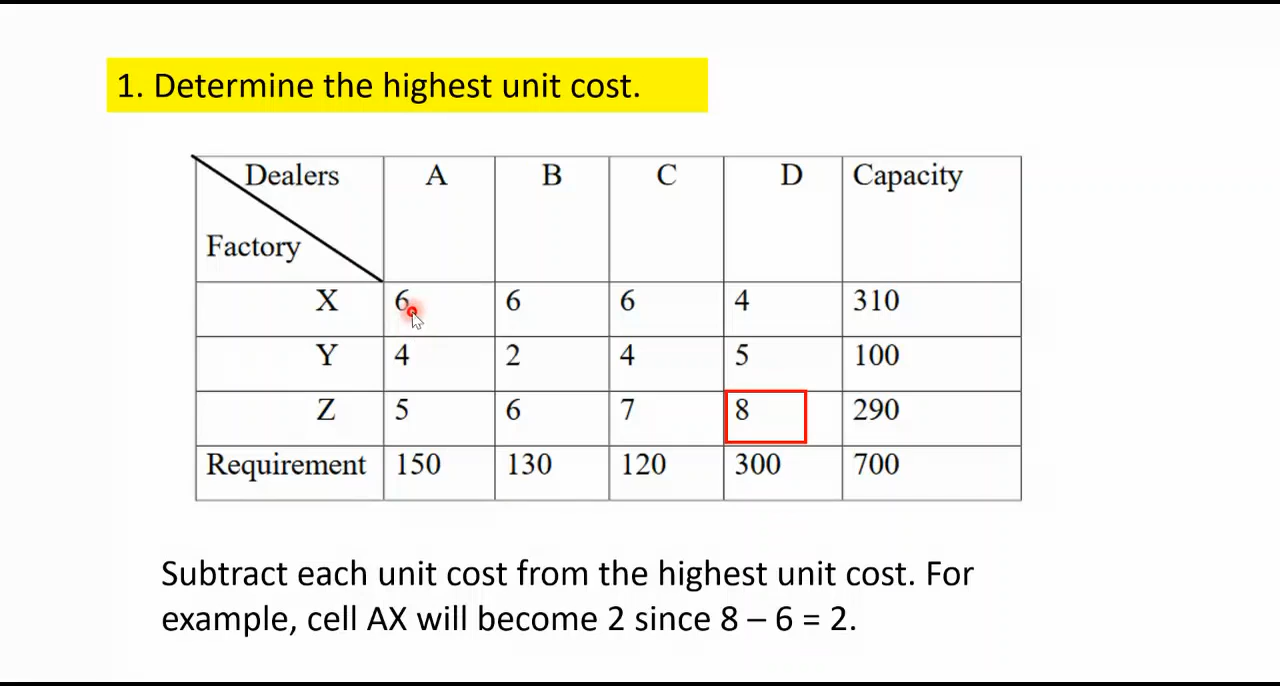 1. Determine the highest unit cost.
Dealers A B C D Capacity
Factory
X 6 6 6 4 310
Y 4 2 4 5 100
Z 5 6 7 8 290
Requirement 150 130 120 300 700
Subtract each unit cost from the highest unit cost. For
example, cell AX will become 2 since 8 – 6 = 2.